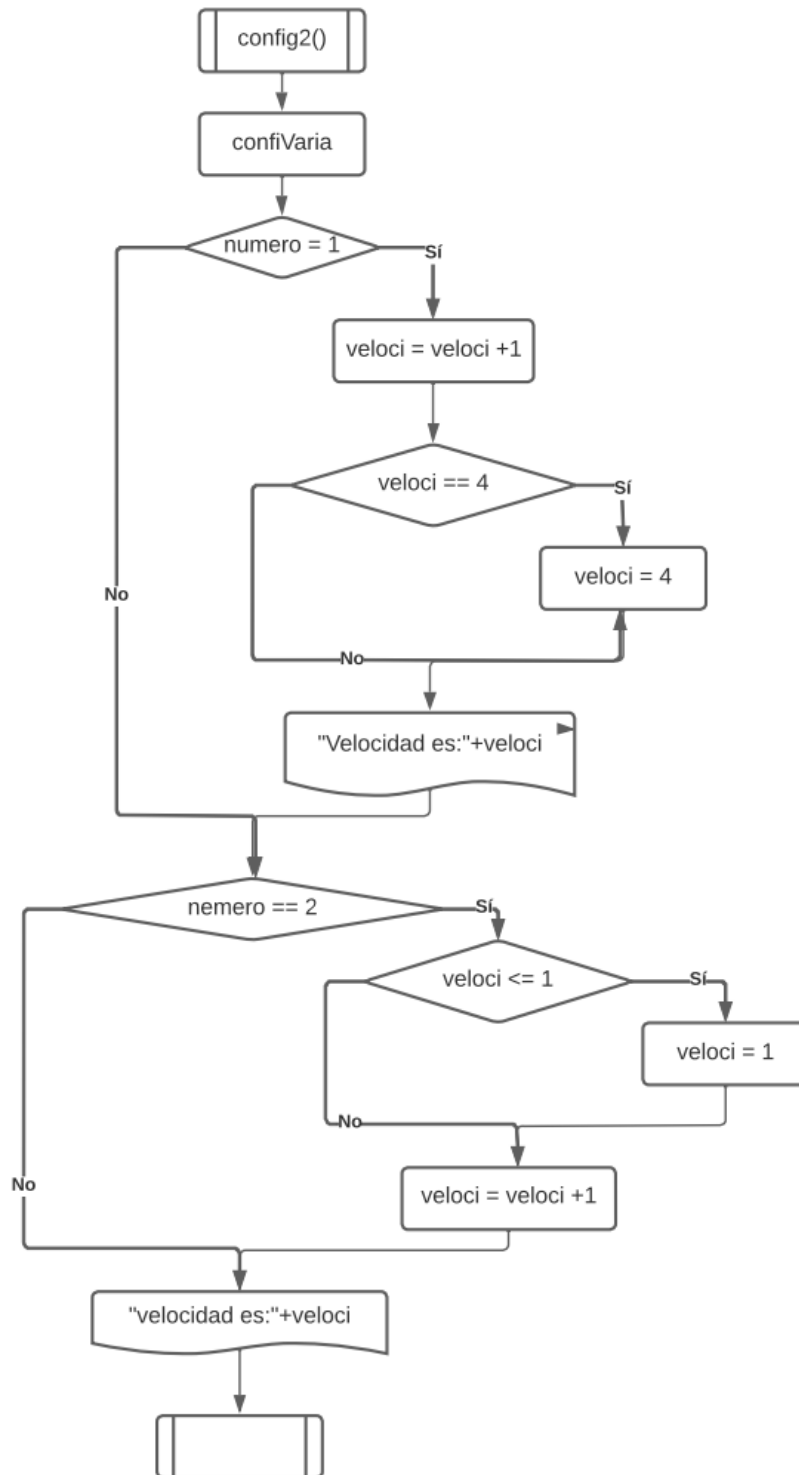 config2()
confiVaria
numero = 1
Sí
veloci = veloci +1
veloci == 4
Sí
veloci = 4
No
No
"Velocidad es:"+veloci
nemero == 2
Sí
veloci <= 1
Sí
veloci = 1
No
No
veloci = veloci +1
"velocidad es:"+veloci